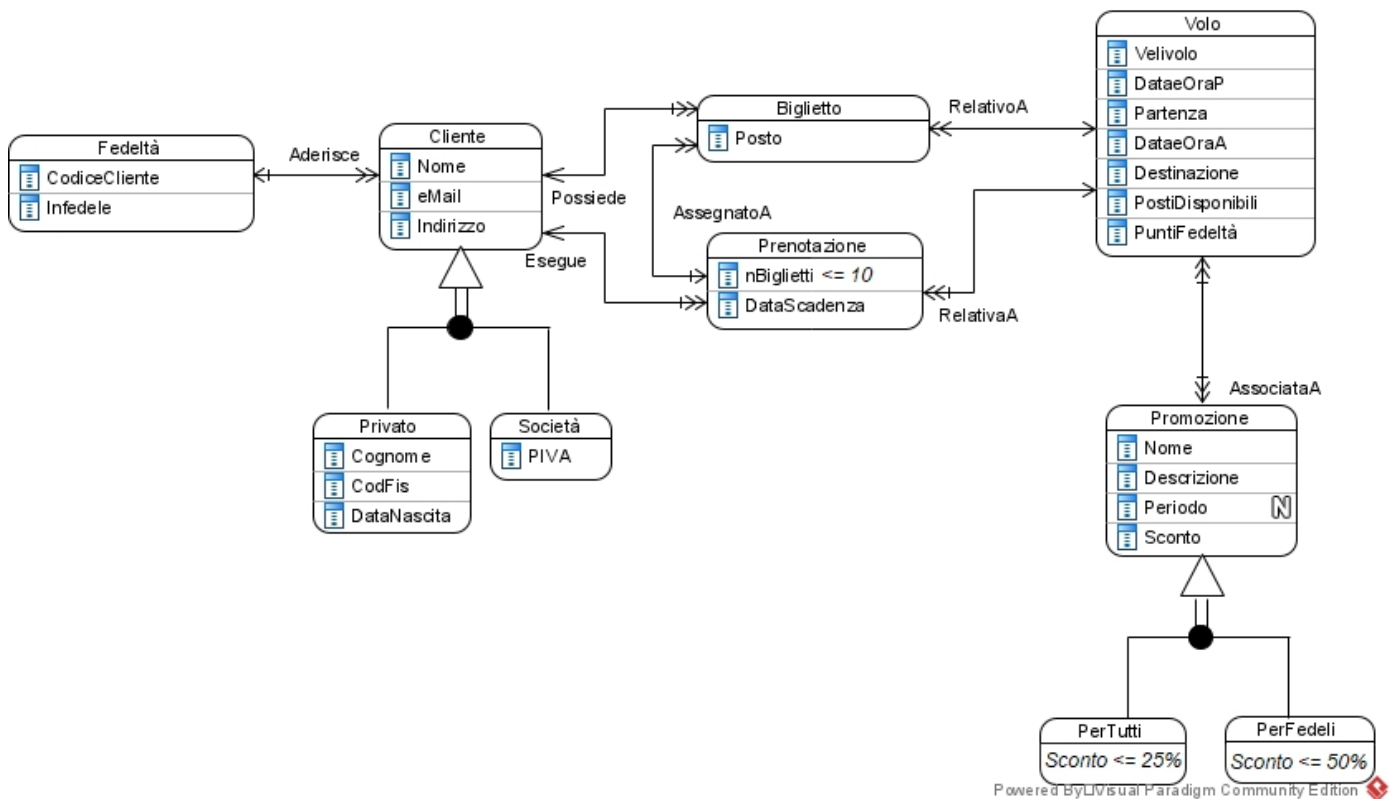 Volo
Velivolo
DataeOraP
Partenza
DataeOraA
Destinazione
PostiDisponibili
PuntiFedeltà
Biglietto
Posto
RelativoA
Fedeltà
CodiceCliente
Infedele
Aderisce
Cliente
Nome
eMail
Indirizzo
Possiede
AssegnatoA
Esegue
Prenotazione
nBiglietti <= 10
DataScadenza
RelativaA
AssociataA
Privato
Cognome
CodFis
DataNascita
Società
PIVA
Promozione
Nome
Descrizione
Periodo N
Sconto
PerTutti
Sconto <= 25%
PerFedeli
Sconto <= 50%
Powered By Visual Paradigm Community Edition